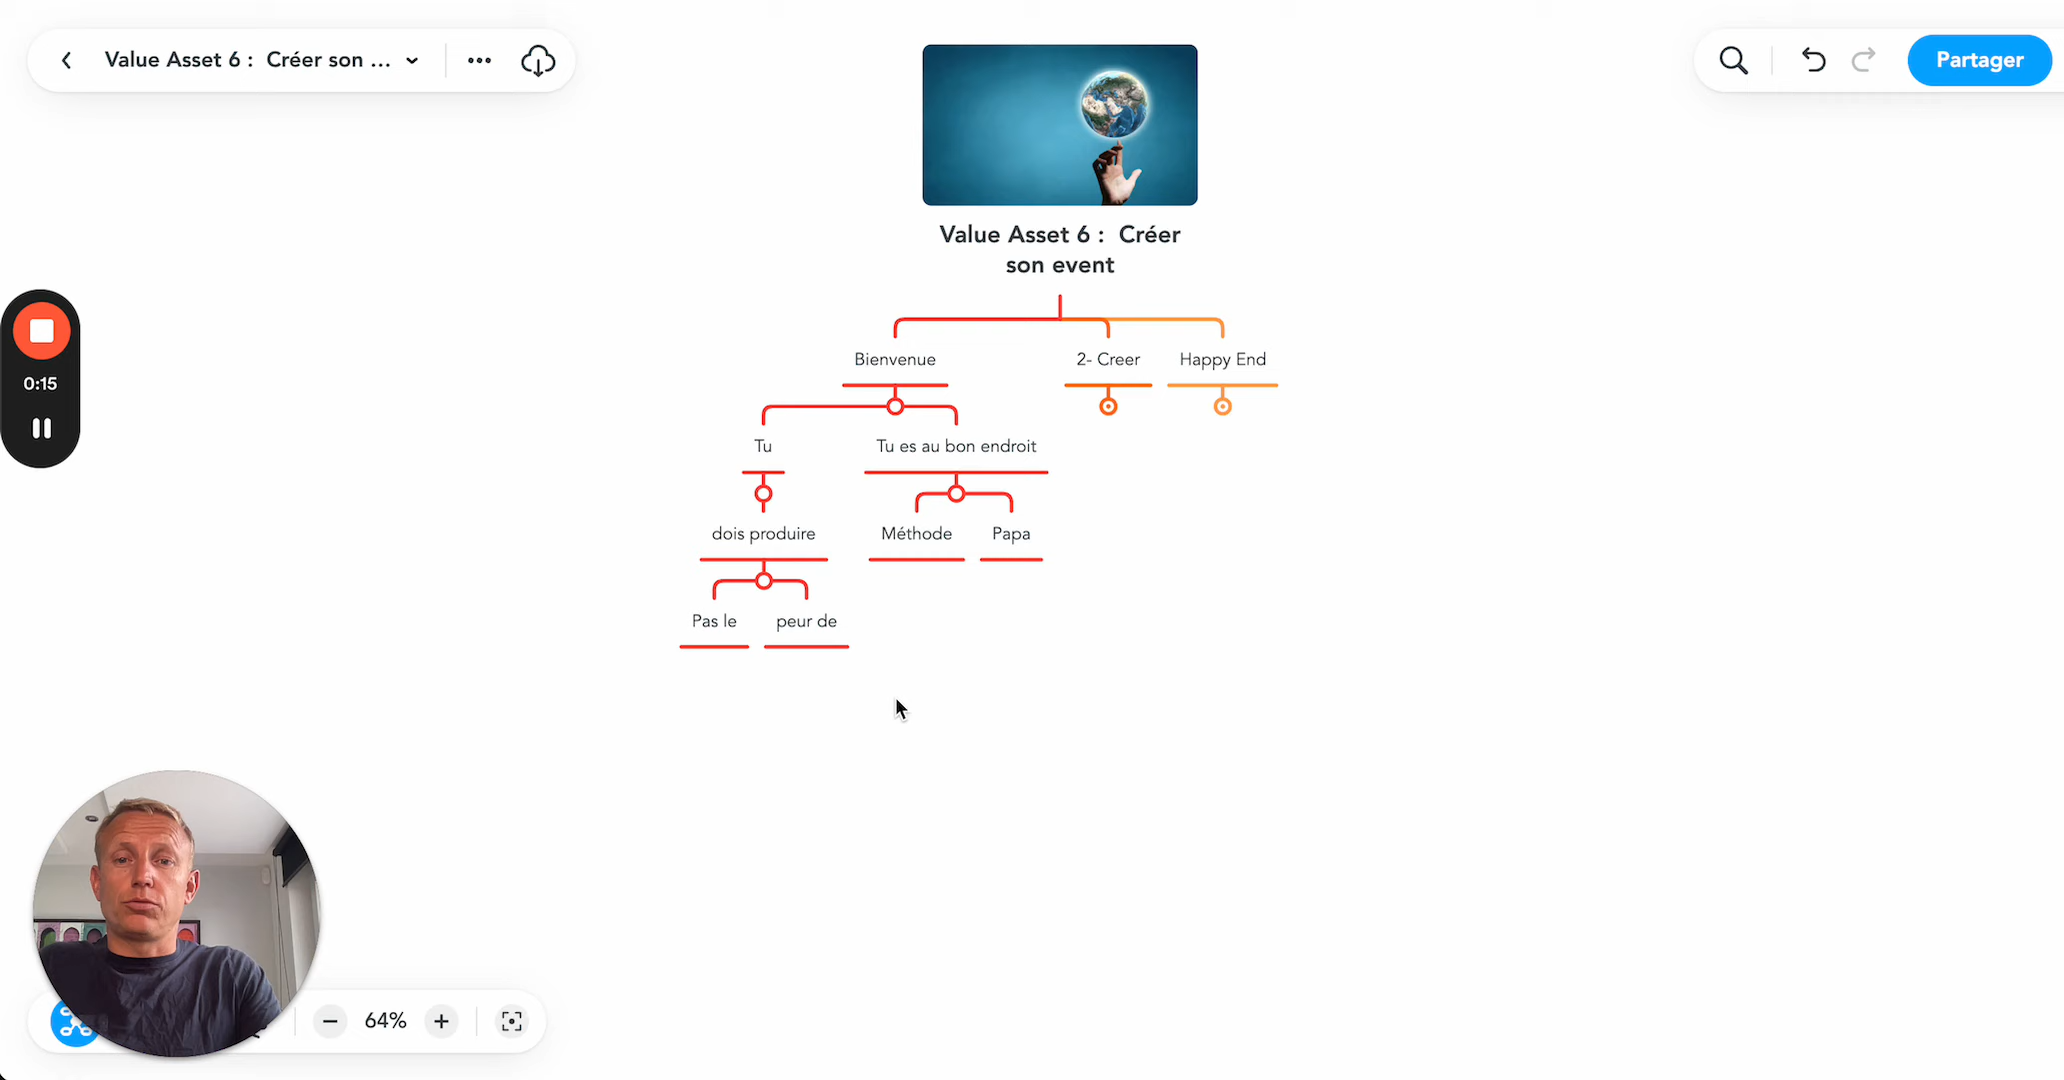 Value Asset 6 :  Créer son ...
Partager
Value Asset 6 :  Créer
son event
0:15
Bienvenue
2- Creer
Happy End
Tu
Tu es au bon endroit
dois produire
Méthode
Papa
Pas le
peur de
64%